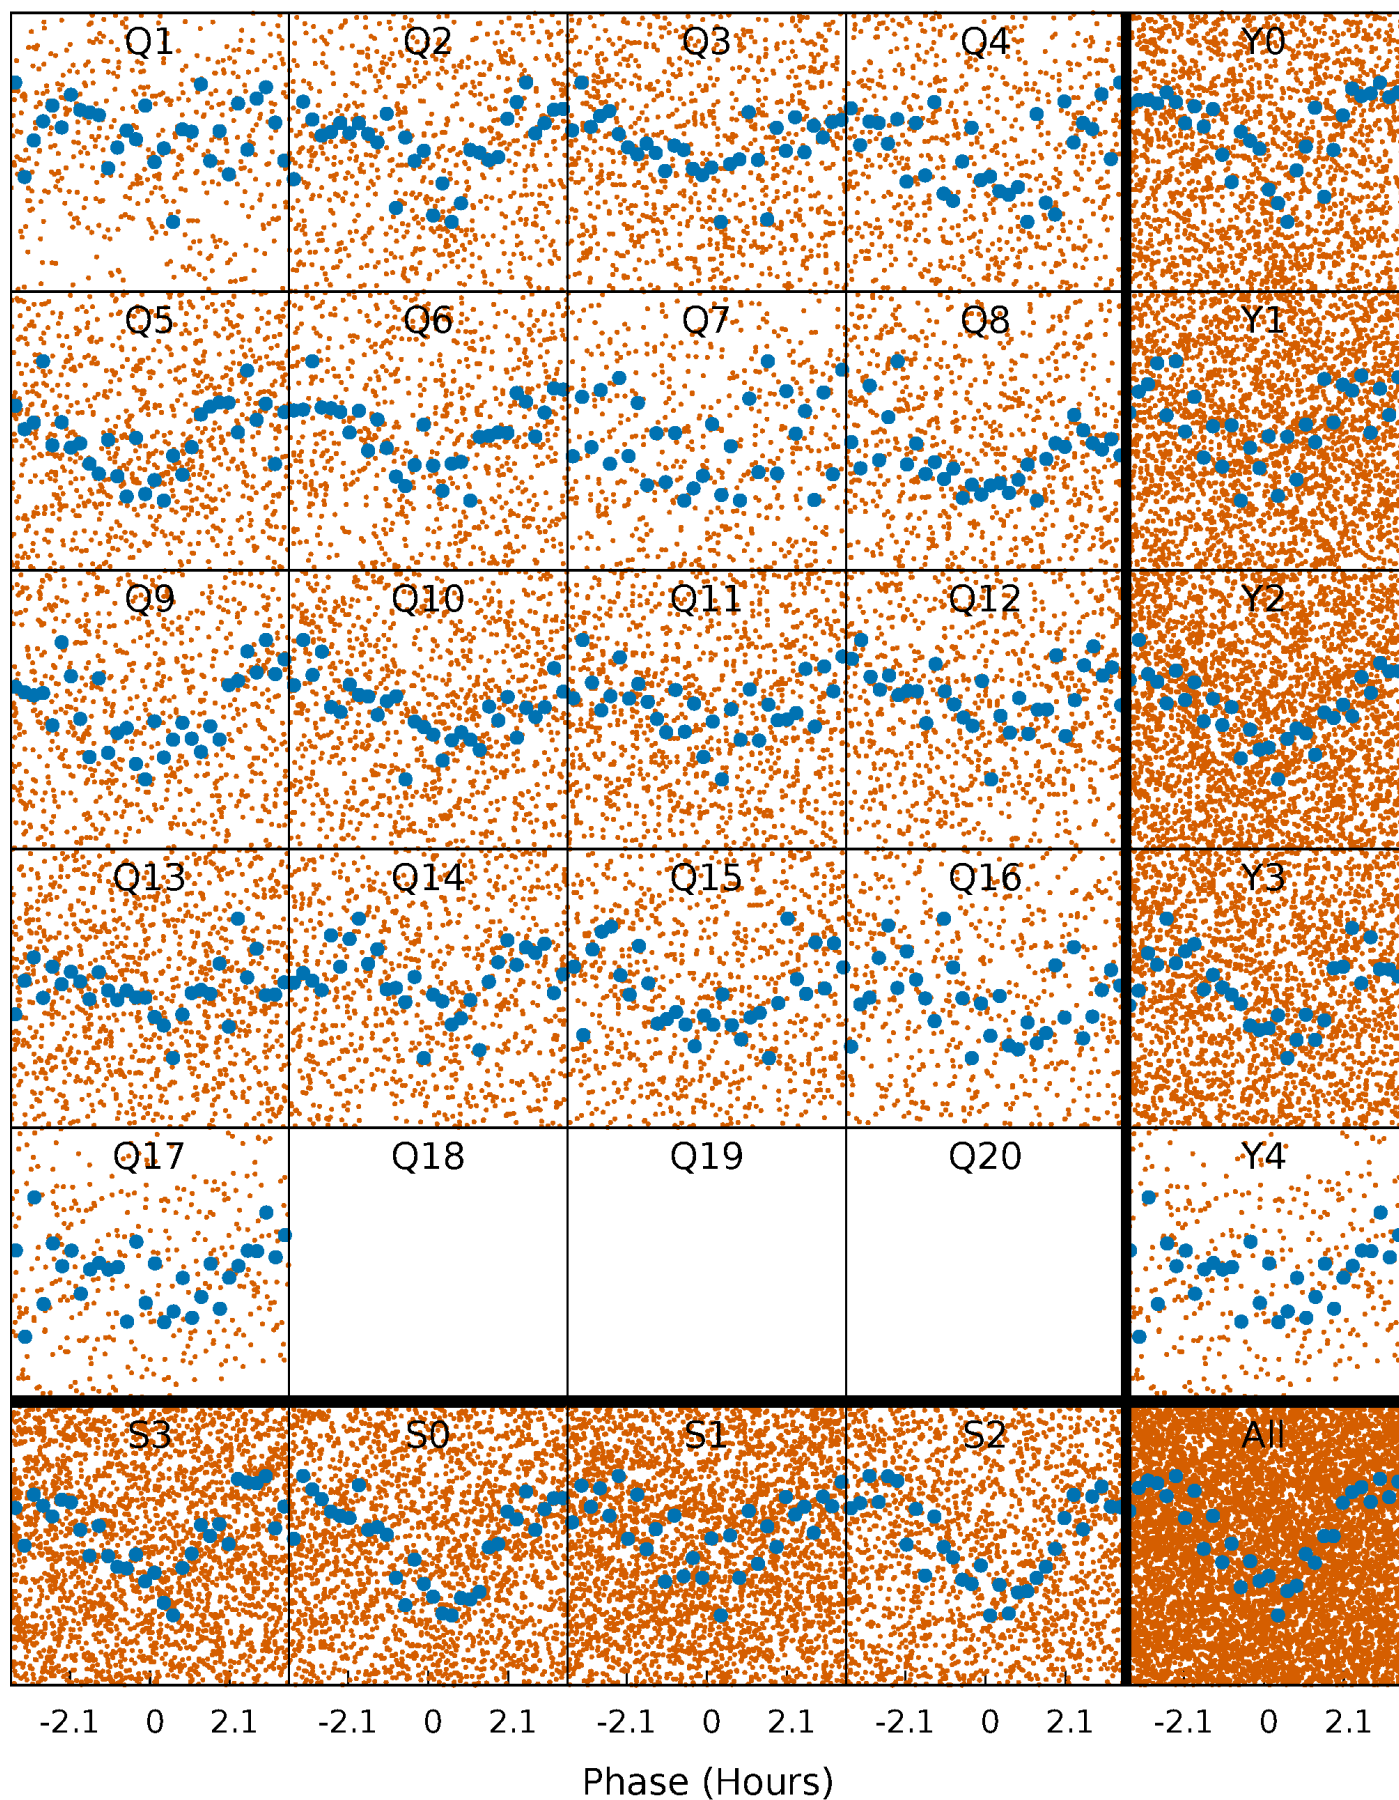 Q1 Q2 Q3 Q4 Y0
Q5 Q6 Q7 Q8 Y1
Q9 Q10 Q11 Q12 Y2
Q13 Q14 Q15 Q16 Y3
Q17 Q18 Q19 Q20 Y4
S3 S0 S1 S2 All
-2.1 0 2.1 -2.1 0 2.1 -2.1 0 2.1 -2.1 0 2.1 -2.1 0 2.1
Phase (Hours)